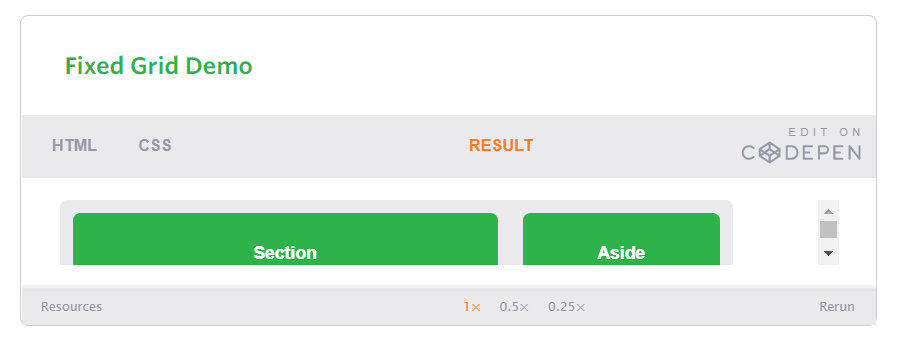 Fixed Grid Demo
HTML CSS RESULT EDIT ON
CODEPEN
Section Aside
Resources 1× 0.5× 0.25× Rerun